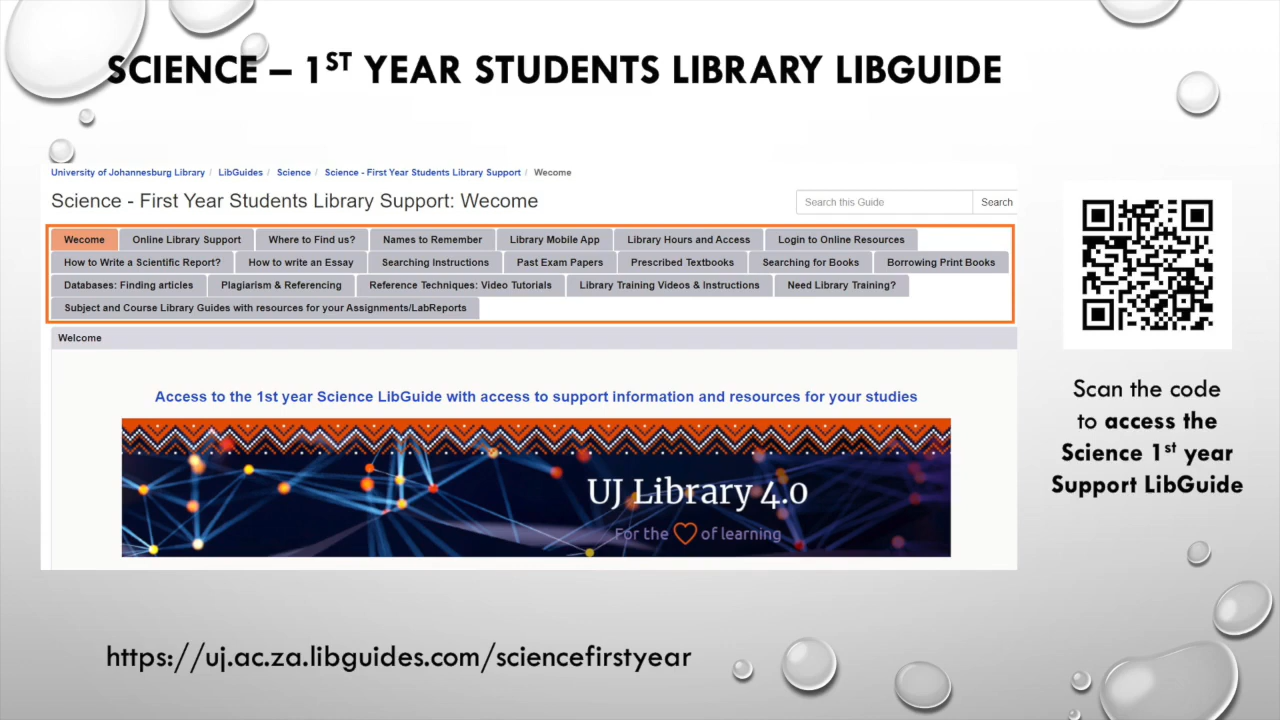 SCIENCE – 1ST YEAR STUDENTS LIBRARY LIBGUIDE
University of Johannesburg Library / LibGuides / Science / Science - First Year Students Library Support / Wecome
Science - First Year Students Library Support: Wecome
Search this Guide Search
Wecome Online Library Support Where to Find us? Names to Remember Library Mobile App Library Hours and Access Login to Online Resources
How to Write a Scientific Report? How to write an Essay Searching Instructions Past Exam Papers Prescribed Textbooks Searching for Books Borrowing Print Books
Databases: Finding articles Plagiarism & Referencing Reference Techniques: Video Tutorials Library Training Videos & Instructions Need Library Training?
Subject and Course Library Guides with resources for your Assignments/LabReports
Welcome
Access to the 1st year Science LibGuide with access to support information and resources for your studies
UJ Library 4.0
For the of learning
Scan the code
to access the
Science 1st year
Support LibGuide
https://uj.ac.za.libguides.com/sciencefirstyear